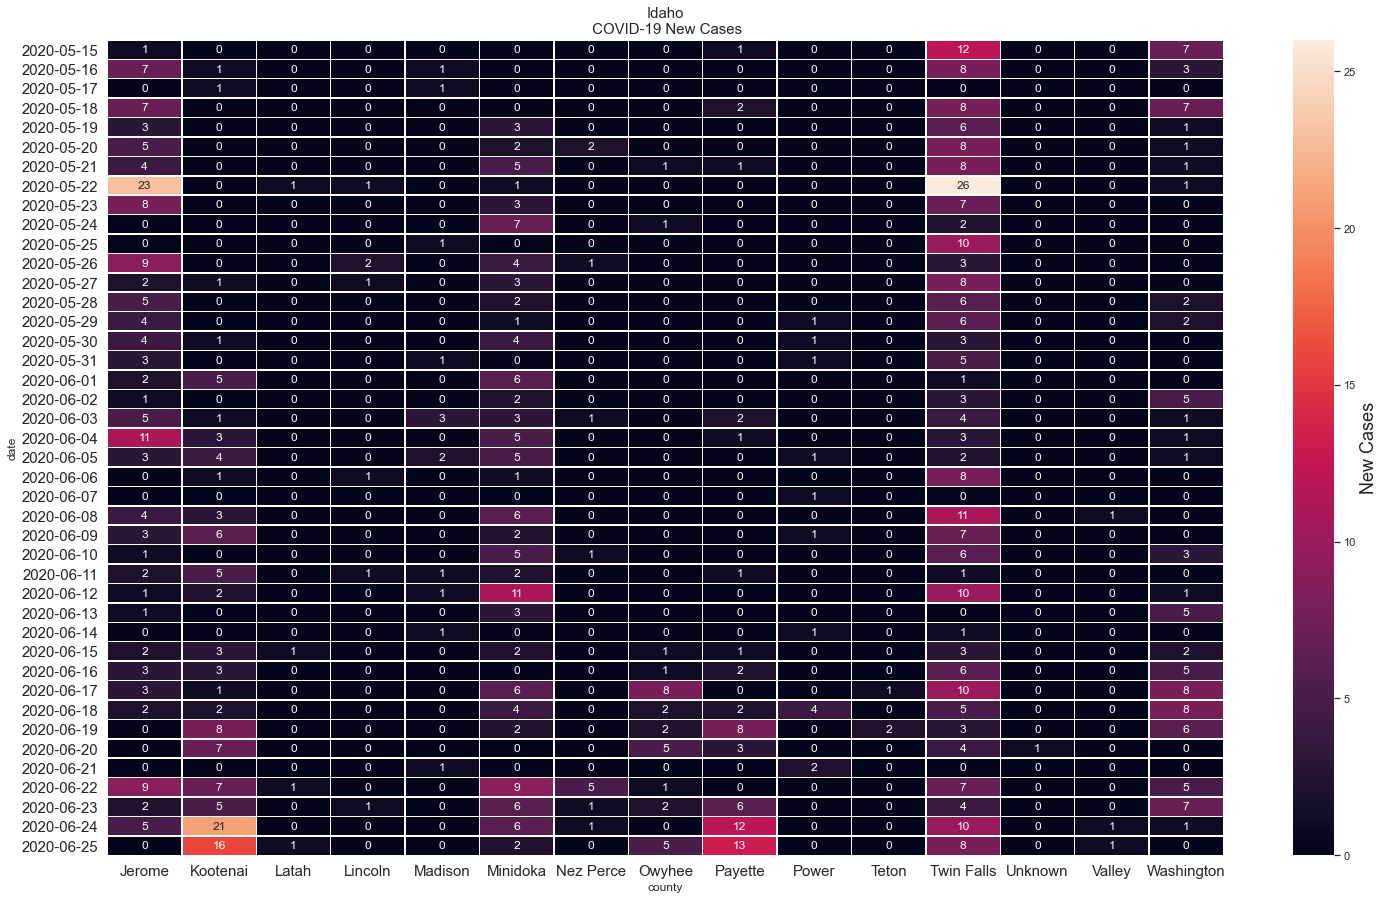 Idaho
COVID-19 New Cases
2020-05-15 1 0 0 0 0 0 0 0 1 0 0 12 0 0 7
2020-05-16 7 1 0 0 1 0 0 0 0 0 0 8 0 0 3
2020-05-17 0 1 0 0 1 0 0 0 0 0 0 0 0 0 0
2020-05-18 7 0 0 0 0 0 0 0 2 0 0 8 0 0 7
2020-05-19 3 0 0 0 0 3 0 0 0 0 0 6 0 0 1
2020-05-20 5 0 0 0 0 2 2 0 0 0 0 8 0 0 1
2020-05-21 4 0 0 0 0 5 0 1 1 0 0 8 0 0 1
2020-05-22 23 0 1 1 0 1 0 0 0 0 0 26 0 0 1
2020-05-23 8 0 0 0 0 3 0 0 0 0 0 7 0 0 0
2020-05-24 0 0 0 0 0 7 0 1 0 0 0 2 0 0 0
2020-05-25 0 0 0 0 1 0 0 0 0 0 0 10 0 0 0
2020-05-26 9 0 0 2 0 4 1 0 0 0 0 3 0 0 0
2020-05-27 2 1 0 1 0 3 0 0 0 0 0 8 0 0 0
2020-05-28 5 0 0 0 0 2 0 0 0 0 0 6 0 0 2
2020-05-29 4 0 0 0 0 1 0 0 0 1 0 6 0 0 2
2020-05-30 4 1 0 0 0 4 0 0 0 1 0 3 0 0 0
2020-05-31 3 0 0 0 1 0 0 0 0 1 0 5 0 0 0
2020-06-01 2 5 0 0 0 6 0 0 0 0 0 1 0 0 0
2020-06-02 1 0 0 0 0 2 0 0 0 0 0 3 0 0 5
2020-06-03 5 1 0 0 3 3 1 0 2 0 0 4 0 0 1
2020-06-04 11 3 0 0 0 5 0 0 1 0 0 3 0 0 1
2020-06-05 3 4 0 0 2 5 0 0 0 1 0 2 0 0 1
2020-06-06 0 1 0 1 0 1 0 0 0 0 0 8 0 0 0
2020-06-07 0 0 0 0 0 0 0 0 0 1 0 0 0 0 0
2020-06-08 4 3 0 0 0 6 0 0 0 0 0 11 0 1 0
2020-06-09 3 6 0 0 0 2 0 0 0 1 0 7 0 0 0
2020-06-10 1 0 0 0 0 5 1 0 0 0 0 6 0 0 3
2020-06-11 2 5 0 1 1 2 0 0 1 0 0 1 0 0 0
2020-06-12 1 2 0 0 1 11 0 0 0 0 0 10 0 0 1
2020-06-13 1 0 0 0 0 3 0 0 0 0 0 0 0 0 5
2020-06-14 0 0 0 0 1 0 0 0 0 1 0 1 0 0 0
2020-06-15 2 3 1 0 0 2 0 1 1 0 0 3 0 0 2
2020-06-16 3 3 0 0 0 0 0 1 2 0 0 6 0 0 5
2020-06-17 3 1 0 0 0 6 0 8 0 0 1 10 0 0 8
2020-06-18 2 2 0 0 0 4 0 2 2 4 0 5 0 0 8
2020-06-19 0 8 0 0 0 2 0 2 8 0 2 3 0 0 6
2020-06-20 0 7 0 0 0 0 0 5 3 0 0 4 1 0 0
2020-06-21 0 0 0 0 1 0 0 0 0 2 0 0 0 0 0
2020-06-22 9 7 1 0 0 9 5 1 0 0 0 7 0 0 5
2020-06-23 2 5 0 1 0 6 1 2 6 0 0 4 0 0 7
2020-06-24 5 21 0 0 0 6 1 0 12 0 0 10 0 1 1
2020-06-25 0 16 1 0 0 2 0 5 13 0 0 8 0 1 0
Jerome Kootenai Latah Lincoln Madison Minidoka Nez Perce Owyhee Payette Power Teton Twin Falls Unknown Valley Washington
county
date
25
20
15
10
5
0
New Cases